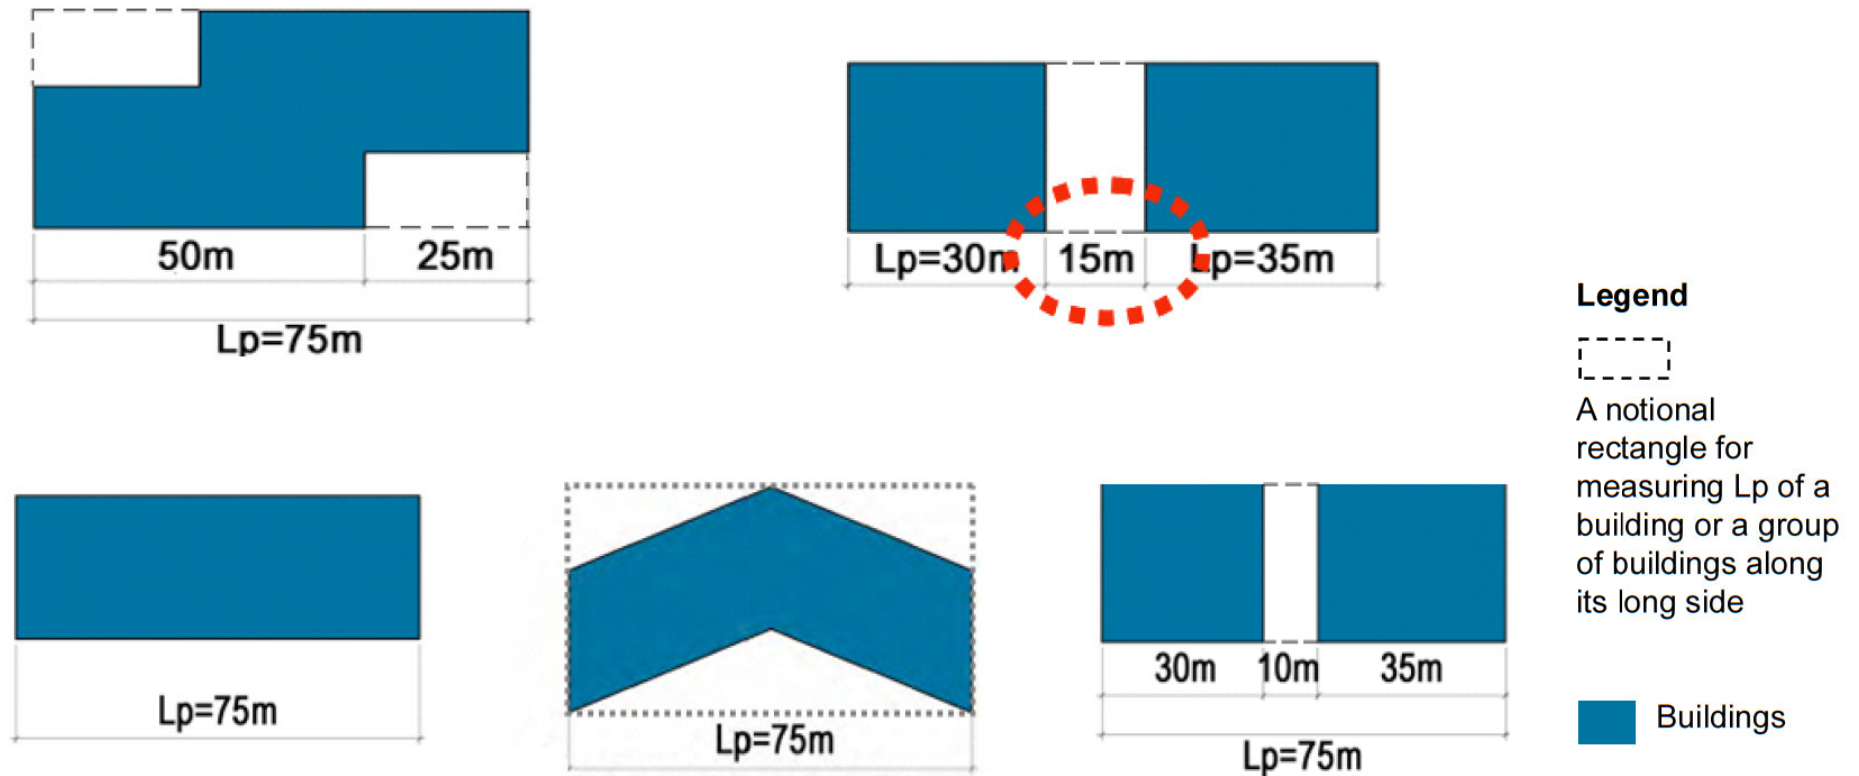 50m 25m
Lp=75m
Lp=30m 15m Lp=35m
Lp=75m
Lp=75m
30m 10m 35m
Lp=75m
Legend
A notional
rectangle for
measuring Lp of a
building or a group
of buildings along
its long side
Buildings